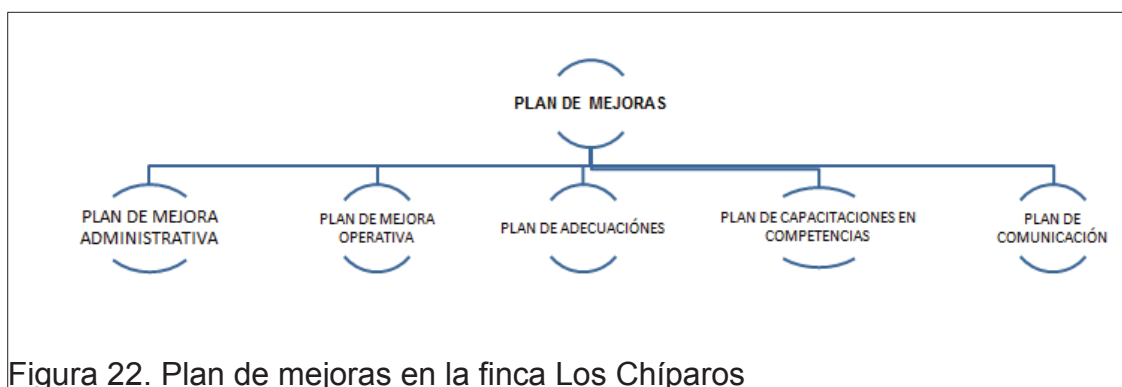 PLAN DE MEJORAS
PLAN DE MEJORA
ADMINISTRATIVA
PLAN DE MEJORA
OPERATIVA
PLAN DE ADECUACIÓNES
PLAN DE CAPACITACIONES EN
COMPETENCIAS
PLAN DE
COMUNICACIÓN
Figura 22. Plan de mejoras en la finca Los Chíparos